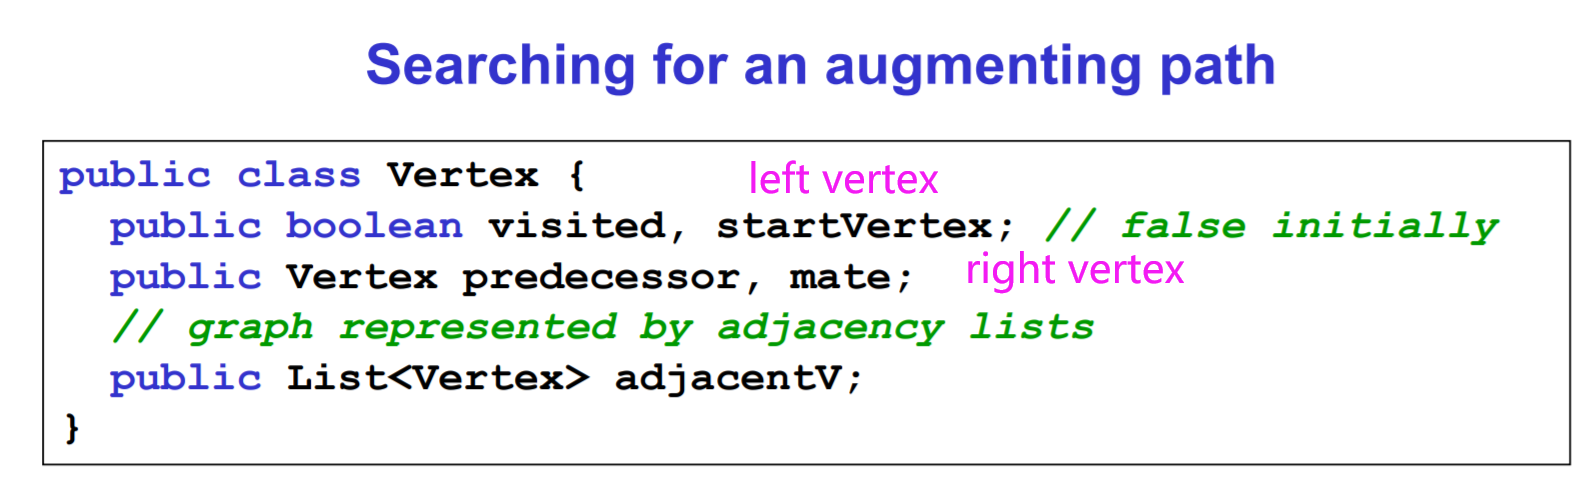 Searching for an augmenting path
public class Vertex {
left vertex
public boolean visited, startVertex; // false initially
public Vertex predecessor, mate;
right vertex
// graph represented by adjacency lists
public List<Vertex> adjacentV;
}